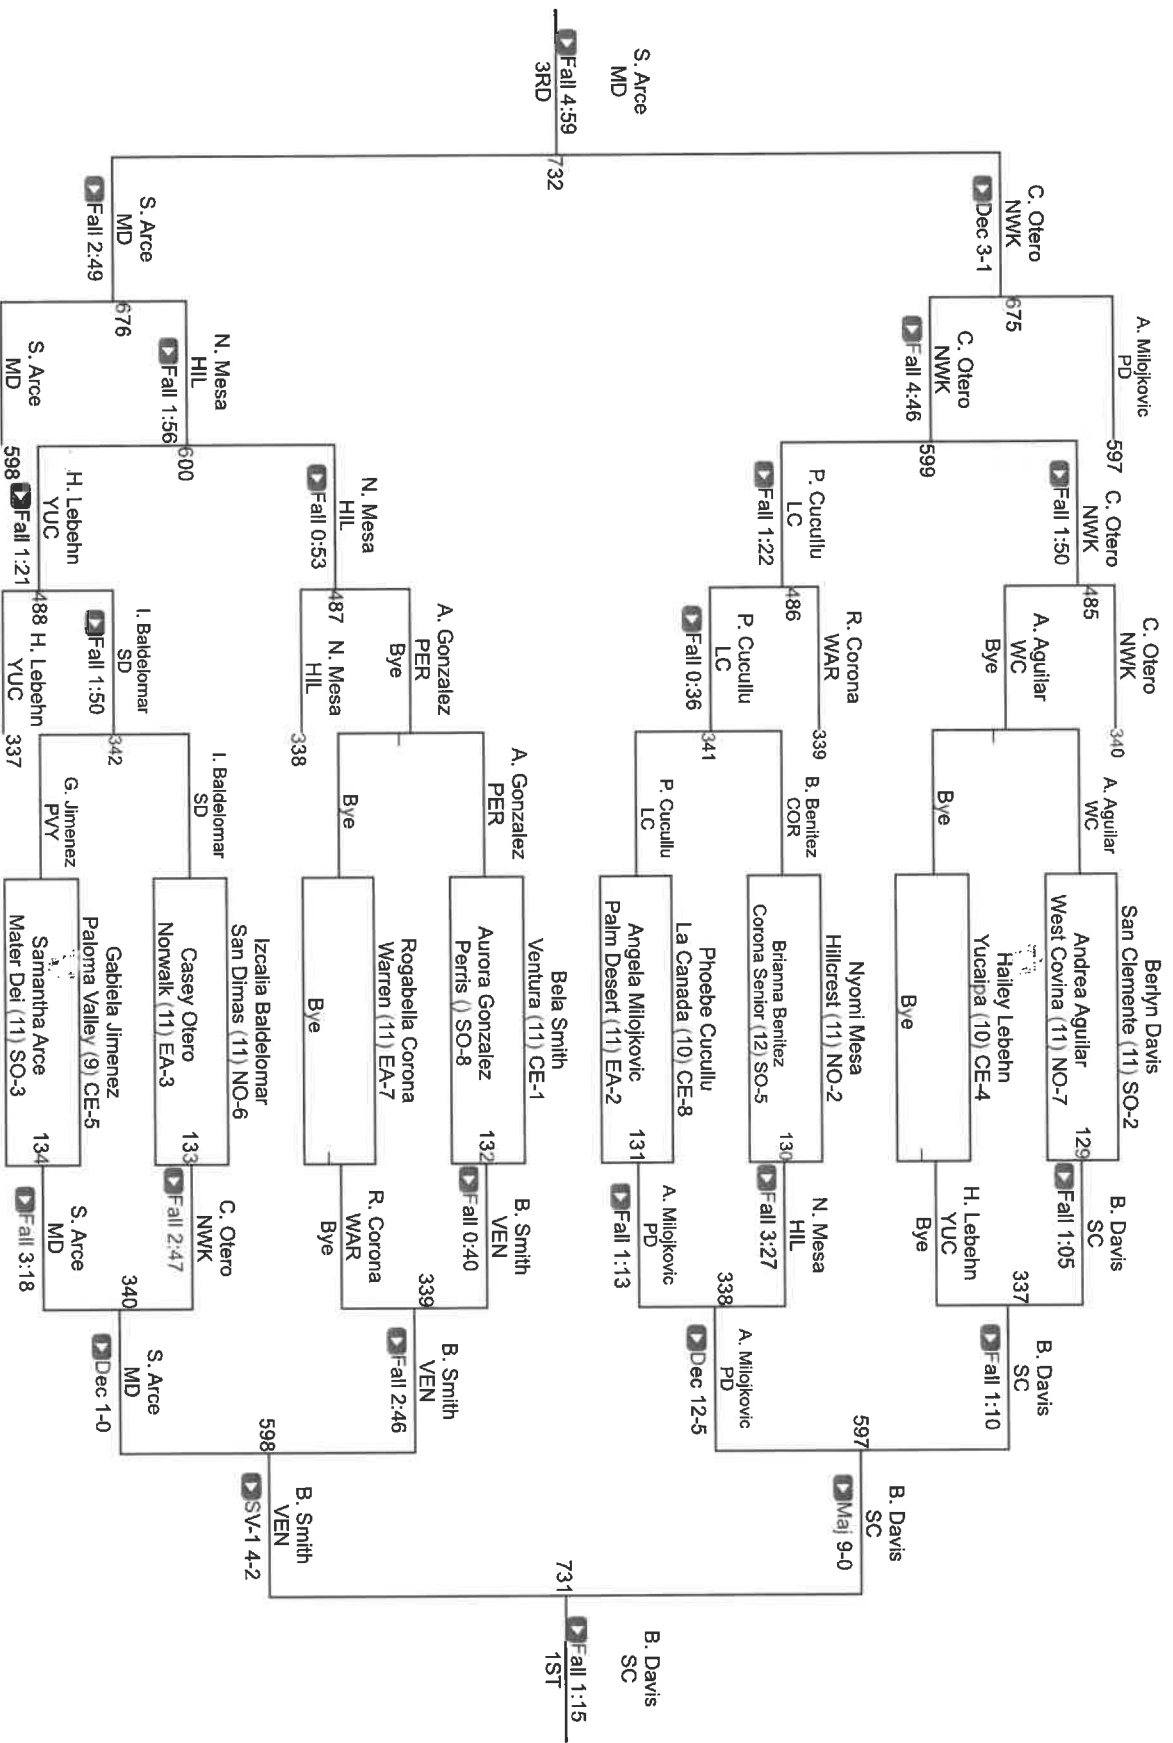 Berlyn Davis
San Clemente (11) SO-2
129
Andrea Aguilar
West Covina (11) NO-7
Hailey Lebehn
Yucaipa (10) CE-4
Bye
Nyomi Mesa
Hillcrest (11) NO-2
130
Brianna Benitez
Corona Senior (12) SO-5
Phoebe Cucullu
La Canada (10) CE-8
131
Angela Milojkovic
Palm Desert (11) EA-2
Bela Smith
Ventura (11) CE-1
132
Aurora Gonzalez
Perris () SO-8
Rogabella Corona
Warren (11) EA-7
Bye
Izcalia Baldelomar
San Dimas (11) NO-6
133
Casey Otero
Norwalk (11) EA-3
Gabiela Jimenez
Paloma Valley (9) CE-5
134
Samantha Arce
Mater Dei (11) SO-3
B. Davis
SC
Fall 1:05
337
H. Lebehn
YUC
Bye
N. Mesa
HIL
Fall 3:27
338
A. Milojkovic
PD
Fall 1:13
B. Smith
VEN
Fall 0:40
339
R. Corona
WAR
Bye
C. Otero
NWK
Fall 2:47
340
S. Arce
MD
Fall 3:18
B. Davis
SC
Fall 1:10
597
A. Milojkovic
PD
Dec 12-5
B. Smith
VEN
Fall 2:46
598
S. Arce
MD
Dec 1-0
B. Davis
SC
Maj 9-0
731
B. Smith
VEN
SV-1 4-2
B. Davis
SC
Fall 1:15
1ST
A. Aguilar
WC
Bye
B. Benitez
COR
341
P. Cucullu
LC
A. Gonzalez
PER
Bye
I. Baldelomar
SD
342
G. Jimenez
PVY
C. Otero
NWK
340
485
A. Aguilar
WC
Bye
R. Corona
WAR
339
486
P. Cucullu
LC
Fall 0:36
A. Gonzalez
PER
Bye
487
N. Mesa
HIL
338
I. Baldelomar
SD
Fall 1:50
488
H. Lebehn
YUC
337
C. Otero
NWK
Fall 1:50
599
P. Cucullu
LC
Fall 1:22
N. Mesa
HIL
Fall 0:53
600
H. Lebehn
YUC
Fall 1:21
A. Milojkovic
PD
597
675
C. Otero
NWK
Fall 4:46
N. Mesa
HIL
Fall 1:56
676
S. Arce
MD
598
C. Otero
NWK
Dec 3-1
732
S. Arce
MD
Fall 2:49
S. Arce
MD
Fall 4:59
3RD